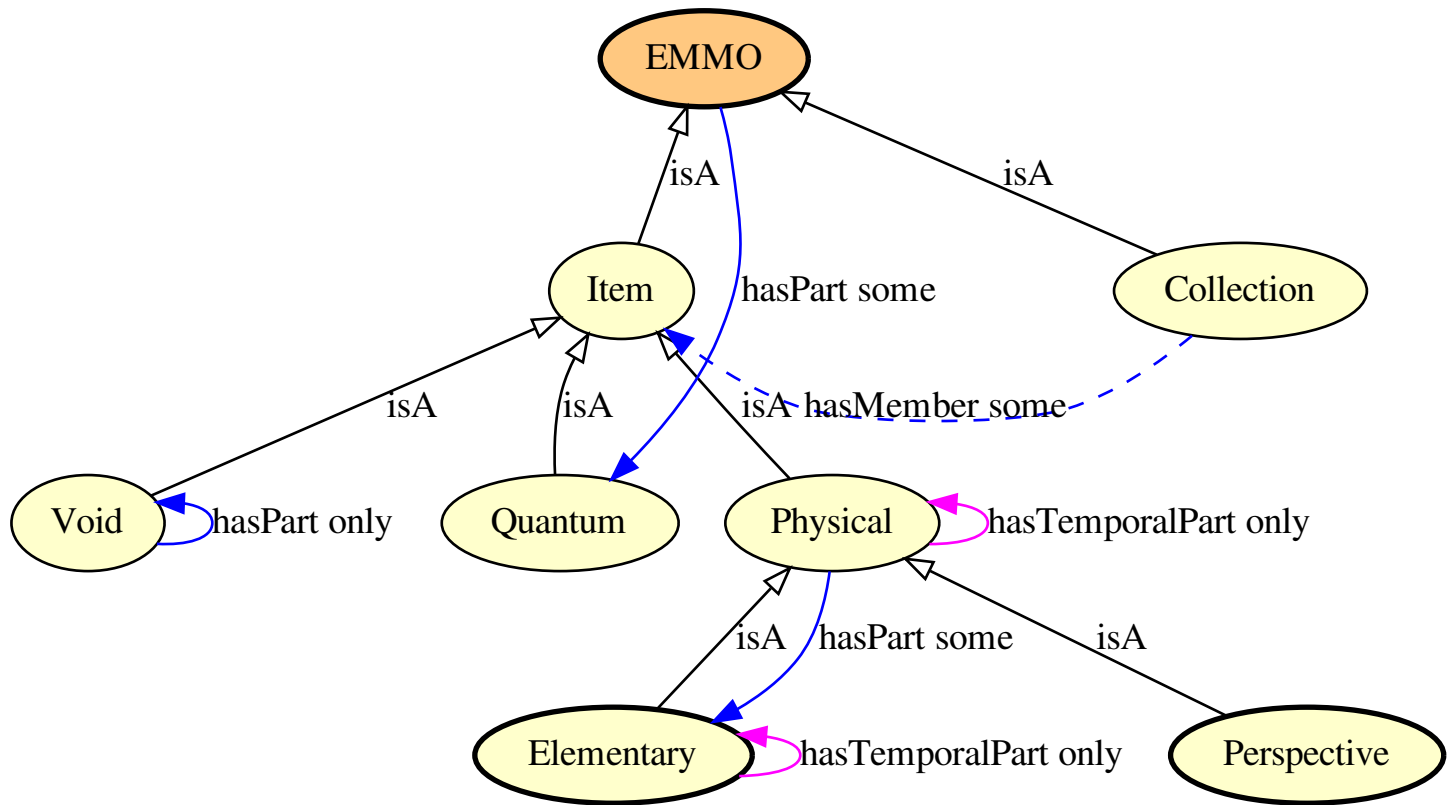 EMMO
isA
isA
Item
hasPart some
Collection
isA
isA
isA
hasMember some
Void
hasPart only
Quantum
Physical
hasTemporalPart only
isA
hasPart some
isA
Elementary
hasTemporalPart only
Perspective